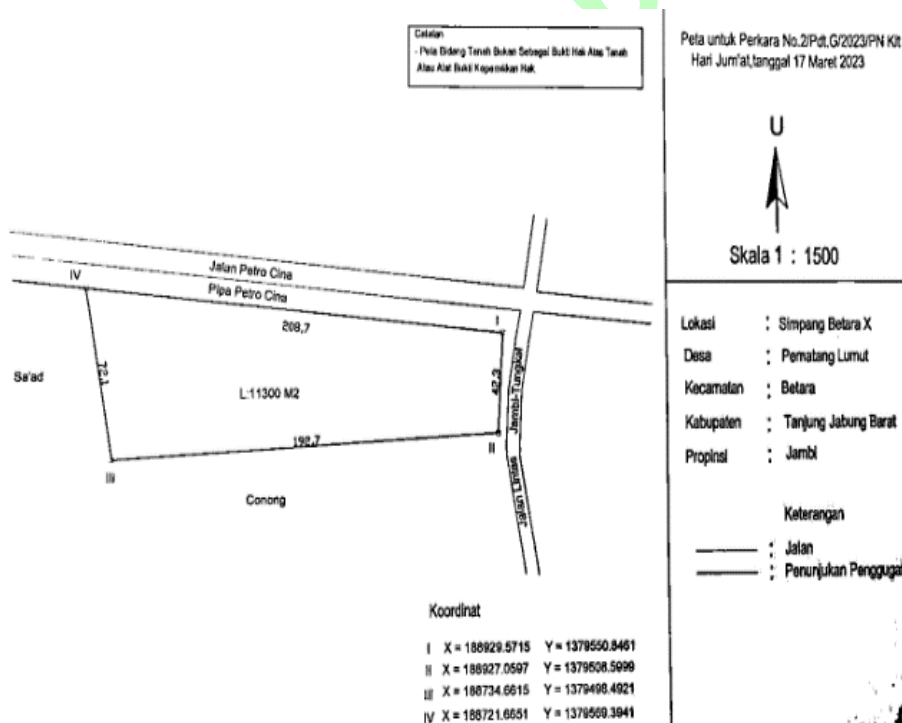 Catatan
- Peta Bidang Tanah Bukan Sebagai Bukti Hak Atas Tanah
Atau Alat Bukti Kepemilikan Hak
Peta untuk Perkara No.2/Pdt.G/2023/PN Klt
Hari Jum'at,tanggal 17 Maret 2023
U
Skala 1 : 1500
Lokasi : Simpang Betara X
Desa : Pematang Lumut
Kecamatan : Betara
Kabupaten : Tanjung Jabung Barat
Propinsi : Jambi
Keterangan
: Jalan
: Penunjukan Penggugat
Jalan Petro Cina
Pipa Petro Cina
IV
I
208,7
72,1
42,3
Jalan Lintas Jambi-Tungkal
Sa'ad
L:11300 M2
192,7
II
III
Conong
Koordinat
I X = 188929.5715 Y = 1379550.8461
II X = 188927.0597 Y = 1379508.5999
III X = 188734.6615 Y = 1379498.4921
IV X = 188721.6651 Y = 1379569.3941